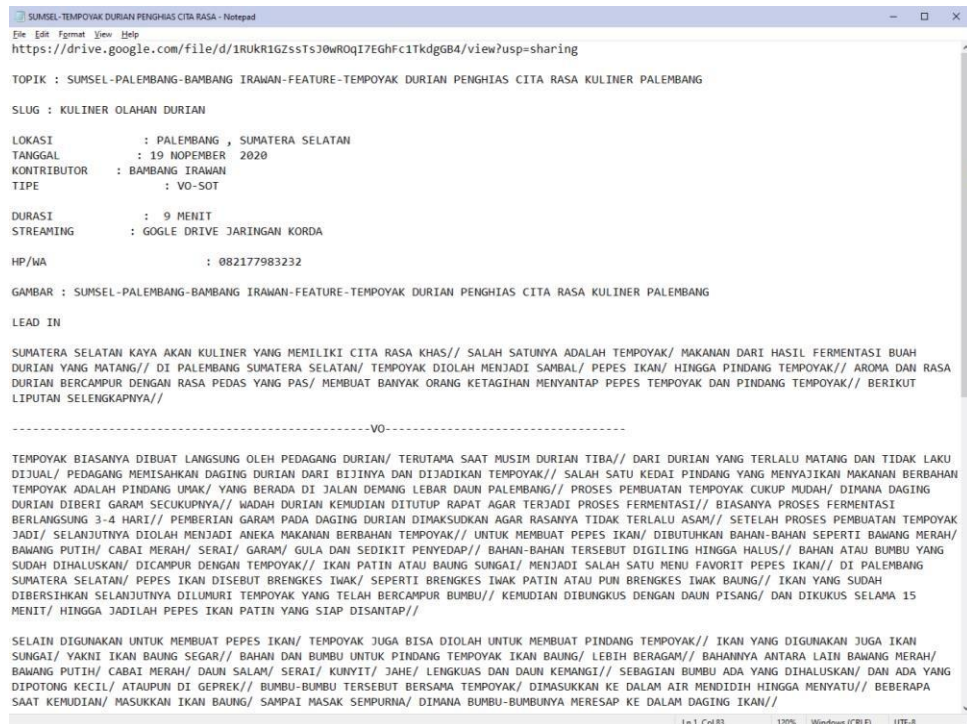 SUMSEL-TEMPOYAK DURIAN PENGHIAS CITA RASA - Notepad
File Edit Format View Help
https://drive.google.com/file/d/1RUkR1GZssTsJ0wROqI7EGhFc1TkdgGB4/view?usp=sharing
TOPIK : SUMSEL-PALEMBANG-BAMBANG IRAWAN-FEATURE-TEMPOYAK DURIAN PENGHIAS CITA RASA KULINER PALEMBANG
SLUG : KULINER OLAHAN DURIAN
LOKASI : PALEMBANG , SUMATERA SELATAN
TANGGAL : 19 NOPEMBER 2020
KONTRIBUTOR : BAMBANG IRAWAN
TIPE : VO-SOT
DURASI : 9 MENIT
STREAMING : GOGLE DRIVE JARINGAN KORDA
HP/WA : 082177983232
GAMBAR : SUMSEL-PALEMBANG-BAMBANG IRAWAN-FEATURE-TEMPOYAK DURIAN PENGHIAS CITA RASA KULINER PALEMBANG
LEAD IN
SUMATERA SELATAN KAYA AKAN KULINER YANG MEMILIKI CITA RASA KHAS// SALAH SATUNYA ADALAH TEMPOYAK/ MAKANAN DARI HASIL FERMENTASI BUAH
DURIAN YANG MATANG// DI PALEMBANG SUMATERA SELATAN/ TEMPOYAK DIOLAH MENJADI SAMBAL/ PEPES IKAN/ HINGGA PINDANG TEMPOYAK// AROMA DAN RASA
DURIAN BERCAMPUR DENGAN RASA PEDAS YANG PAS/ MEMBUAT BANYAK ORANG KETAGIHAN MENYANTAP PEPES TEMPOYAK DAN PINDANG TEMPOYAK// BERIKUT
LIPUTAN SELENGKAPNYA//
----------------------------------------------------VO-----------------------------------
TEMPOYAK BIASANYA DIBUAT LANGSUNG OLEH PEDAGANG DURIAN/ TERUTAMA SAAT MUSIM DURIAN TIBA// DARI DURIAN YANG TERLALU MATANG DAN TIDAK LAKU
DIJUAL/ PEDAGANG MEMISAHKAN DAGING DURIAN DARI BIJINYA DAN DIJADIKAN TEMPOYAK// SALAH SATU KEDAI PINDANG YANG MENYAJIKAN MAKANAN BERBAHAN
TEMPOYAK ADALAH PINDANG UMAK/ YANG BERADA DI JALAN DEMANG LEBAR DAUN PALEMBANG// PROSES PEMBUATAN TEMPOYAK CUKUP MUDAH/ DIMANA DAGING
DURIAN DIBERI GARAM SECUKUPNYA// WADAH DURIAN KEMUDIAN DITUTUP RAPAT AGAR TERJADI PROSES FERMENTASI// BIASANYA PROSES FERMENTASI
BERLANGSUNG 3-4 HARI// PEMBERIAN GARAM PADA DAGING DURIAN DIMAKSUDKAN AGAR RASANYA TIDAK TERLALU ASAM// SETELAH PROSES PEMBUATAN TEMPOYAK
JADI/ SELANJUTNYA DIOLAH MENJADI ANEKA MAKANAN BERBAHAN TEMPOYAK// UNTUK MEMBUAT PEPES IKAN/ DIBUTUHKAN BAHAN-BAHAN SEPERTI BAWANG MERAH/
BAWANG PUTIH/ CABAI MERAH/ SERAI/ GARAM/ GULA DAN SEDIKIT PENYEDAP// BAHAN-BAHAN TERSEBUT DIGILING HINGGA HALUS// BAHAN ATAU BUMBU YANG
SUDAH DIHALUSKAN/ DICAMPUR DENGAN TEMPOYAK// IKAN PATIN ATAU BAUNG SUNGAI/ MENJADI SALAH SATU MENU FAVORIT PEPES IKAN// DI PALEMBANG
SUMATERA SELATAN/ PEPES IKAN DISEBUT BRENGKES IWAK/ SEPERTI BRENGKES IWAK PATIN ATAU PUN BRENGKES IWAK BAUNG// IKAN YANG SUDAH
DIBERSIHKAN SELANJUTNYA DILUMURI TEMPOYAK YANG TELAH BERCAMPUR BUMBU// KEMUDIAN DIBUNGKUS DENGAN DAUN PISANG/ DAN DIKUKUS SELAMA 15
MENIT/ HINGGA JADILAH PEPES IKAN PATIN YANG SIAP DISANTAP//
SELAIN DIGUNAKAN UNTUK MEMBUAT PEPES IKAN/ TEMPOYAK JUGA BISA DIOLAH UNTUK MEMBUAT PINDANG TEMPOYAK// IKAN YANG DIGUNAKAN JUGA IKAN
SUNGAI/ YAKNI IKAN BAUNG SEGAR// BAHAN DAN BUMBU UNTUK PINDANG TEMPOYAK IKAN BAUNG/ LEBIH BERAGAM// BAHANNYA ANTARA LAIN BAWANG MERAH/
BAWANG PUTIH/ CABAI MERAH/ DAUN SALAM/ SERAI/ KUNYIT/ JAHE/ LENGKUAS DAN DAUN KEMANGI// SEBAGIAN BUMBU ADA YANG DIHALUSKAN/ DAN ADA YANG
DIPOTONG KECIL/ ATAUPUN DI GEPREK// BUMBU-BUMBU TERSEBUT BERSAMA TEMPOYAK/ DIMASUKKAN KE DALAM AIR MENDIDIH HINGGA MENYATU// BEBERAPA
SAAT KEMUDIAN/ MASUKKAN IKAN BAUNG/ SAMPAI MASAK SEMPURNA/ DIMANA BUMBU-BUMBUNYA MERESAP KE DALAM DAGING IKAN//
Ln 1, Col 83 120% Windows (CRLF) UTF-8